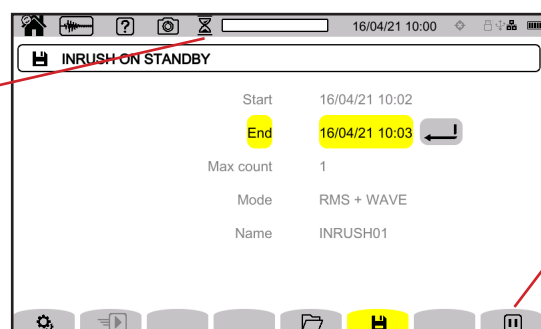 ? 16/04/21 10:00
INRUSH ON STANDBY
Start 16/04/21 10:02
End 16/04/21 10:03
Max count 1
Mode RMS + WAVE
Name INRUSH01